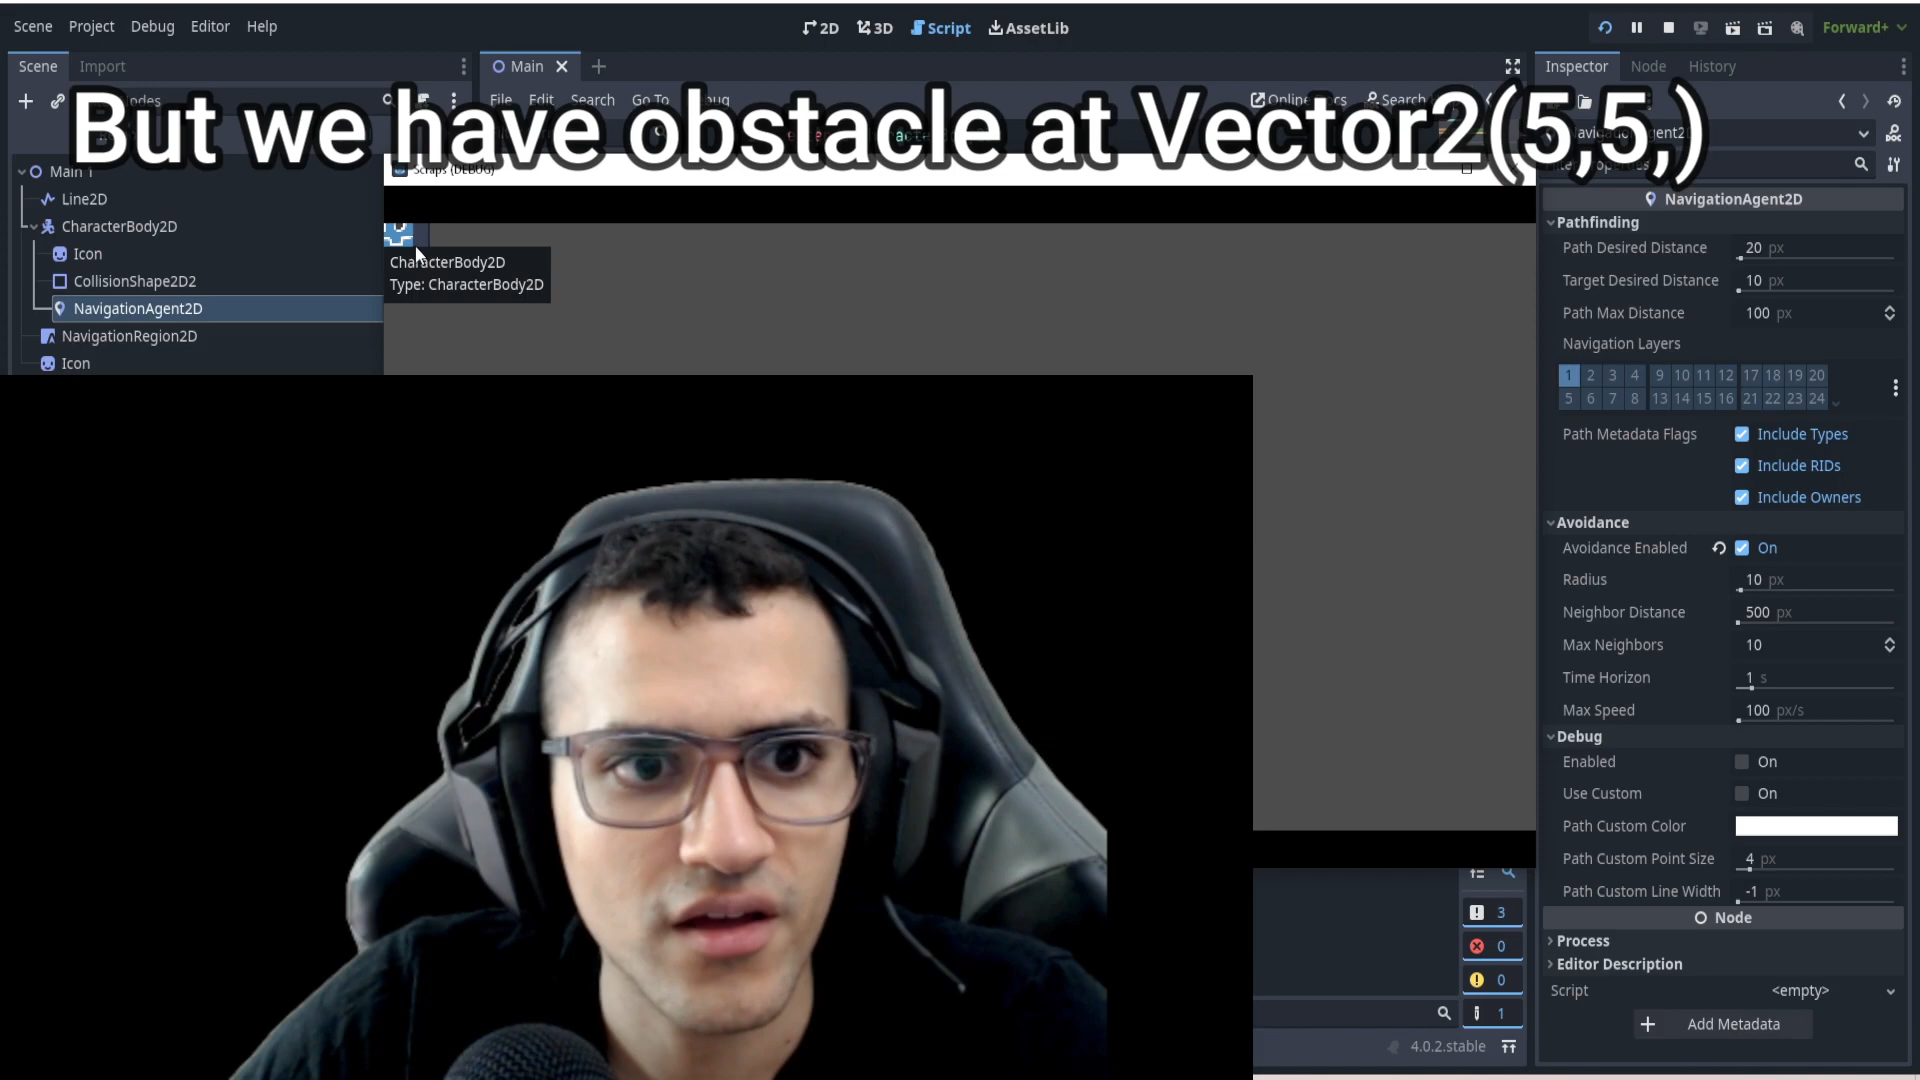 Scene Project Debug Editor Help
2D 3D Script AssetLib
Forward+
Scene Import
Main
Inspector Node History
File Edit Search Go To
Online Docs Search
But we have obstacle at Vector2(5,5,)
Main
Line2D
CharacterBody2D
Icon
CollisionShape2D2
NavigationAgent2D
NavigationRegion2D
Icon
Scraps (DEBUG)
CharacterBody2D
Type: CharacterBody2D
NavigationAgent2D
Pathfinding
Path Desired Distance 20 px
Target Desired Distance 10 px
Path Max Distance 100 px
Navigation Layers
1 2 3 4 9 10 11 12 17 18 19 20
5 6 7 8 13 14 15 16 21 22 23 24
Path Metadata Flags Include Types
Include RIDs
Include Owners
Avoidance
Avoidance Enabled On
Radius 10 px
Neighbor Distance 500 px
Max Neighbors 10
Time Horizon 1 s
Max Speed 100 px/s
Debug
Enabled On
Use Custom On
Path Custom Color
Path Custom Point Size 4 px
Path Custom Line Width -1 px
Node
Process
Editor Description
Script <empty>
Add Metadata
3
0
0
1
4.0.2.stable